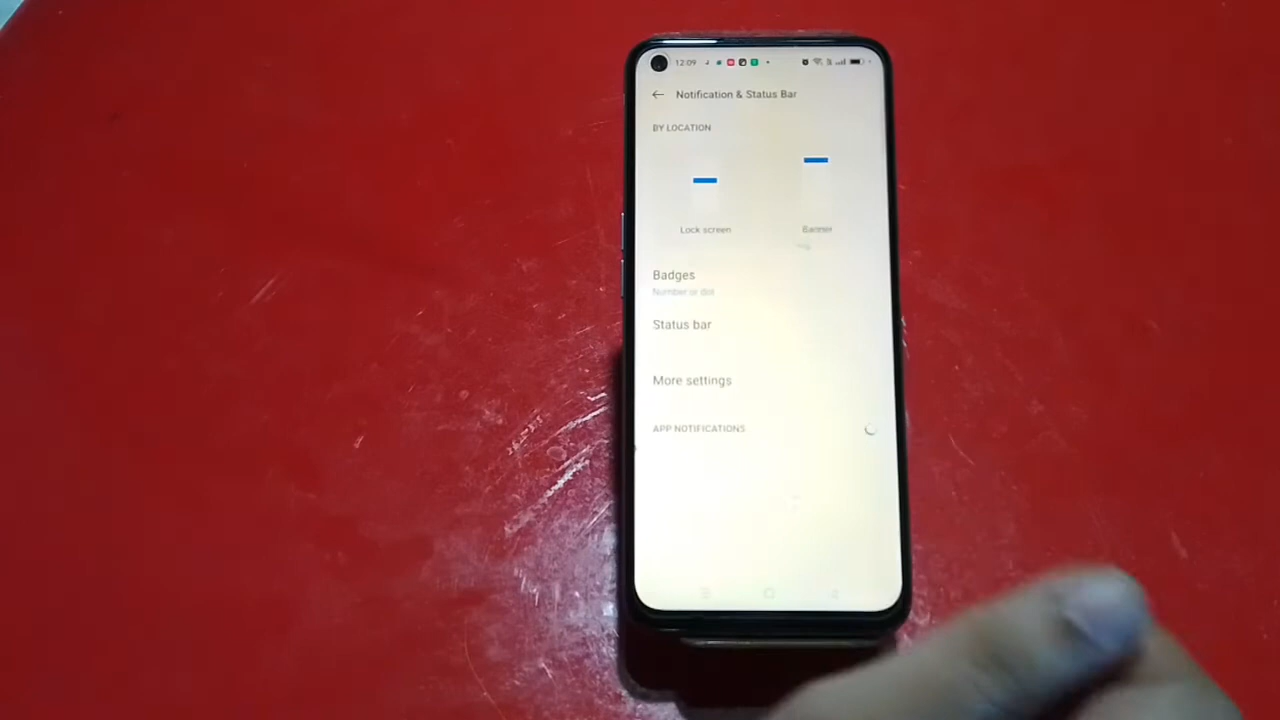 12:09
Notification & Status Bar
BY LOCATION
Lock screen
Banner
Badges
Number or dot
Status bar
More settings
APP NOTIFICATIONS